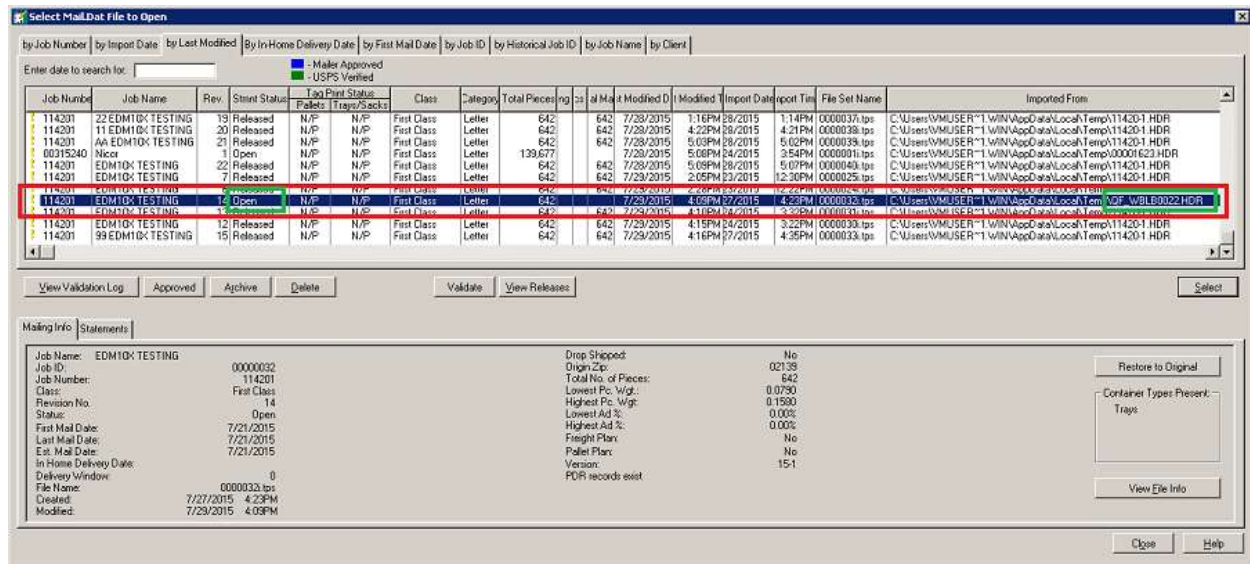 Select Mail.Dat File to Open
by Job Number by Import Date by Last Modified By In-Home Delivery Date by First Mail Date by Job ID by Historical Job ID by Job Name by Client
Enter date to search for:
- Mailer Approved
- USPS Verified
Job Numbe Job Name Rev. Stmnt Status Tag Print Status Pallets Trays/Sacks Class Category Total Pieces File Set Name Imported From
114201 22 EDM10X TESTING 19 Released N/P N/P First Class Letter 642 642 7/28/2015 1:16PM 28/2015 1:14PM 0000037i.tps C:\Users\VMUSER~1.WIN\AppData\Local\Temp\11420-1.HDR
114201 11 EDM10X TESTING 20 Released N/P N/P First Class Letter 642 642 7/28/2015 4:22PM 28/2015 4:21PM 0000038i.tps C:\Users\VMUSER~1.WIN\AppData\Local\Temp\11420-1.HDR
114201 AA EDM10X TESTING 21 Released N/P N/P First Class Letter 642 642 7/28/2015 5:03PM 28/2015 5:02PM 0000039i.tps C:\Users\VMUSER~1.WIN\AppData\Local\Temp\11420-1.HDR
00315240 Nicor 1 Open N/P N/P First Class Letter 139,677 7/28/2015 5:08PM 24/2015 3:54PM 0000001i.tps C:\Users\VMUSER~1.WIN\AppData\Local\Temp\00001623.HDR
114201 EDM10X TESTING 22 Released N/P N/P First Class Letter 642 642 7/28/2015 5:09PM 28/2015 5:07PM 0000040i.tps C:\Users\VMUSER~1.WIN\AppData\Local\Temp\11420-1.HDR
114201 EDM10X TESTING 7 Released N/P N/P First Class Letter 642 642 7/29/2015 2:05PM 23/2015 12:30PM 0000025i.tps C:\Users\VMUSER~1.WIN\AppData\Local\Temp\11420-1.HDR
114201 EDM10X TESTING 14 Open N/P N/P First Class Letter 642 642 7/29/2015 4:09PM 27/2015 4:23PM 0000032i.tps C:\Users\VMUSER~1.WIN\AppData\Local\Tem \QF_WBLB0022.HDR
114201 EDM10X TESTING 12 Released N/P N/P First Class Letter 642 642 7/29/2015 4:15PM 24/2015 3:22PM 0000030i.tps C:\Users\VMUSER~1.WIN\AppData\Local\Temp\11420-1.HDR
114201 99 EDM10X TESTING 15 Released N/P N/P First Class Letter 642 642 7/29/2015 4:16PM 27/2015 4:35PM 0000033i.tps C:\Users\VMUSER~1.WIN\AppData\Local\Temp\11420-1.HDR
View Validation Log Approved Archive Delete Validate View Releases Select
Mailing Info Statements
Job Name: EDM10X TESTING
Job ID: 00000032
Job Number: 114201
Class: First Class
Revision No. 14
Status: Open
First Mail Date: 7/21/2015
Last Mail Date: 7/21/2015
Est. Mail Date: 7/21/2015
In Home Delivery Date:
Delivery Window: 0
File Name: 0000032i.tps
Created: 7/27/2015 4:23PM
Modified: 7/29/2015 4:09PM
Drop Shipped: No
Origin Zip: 02139
Total No. of Pieces: 642
Lowest Pc. Wgt.: 0.0790
Highest Pc. Wgt: 0.1580
Lowest Ad %: 0.00%
Highest Ad %: 0.00%
Freight Plan: No
Pallet Plan: No
Version: 15-1
PDR records exist
Restore to Original
Container Types Present:
Trays
View File Info
Close Help